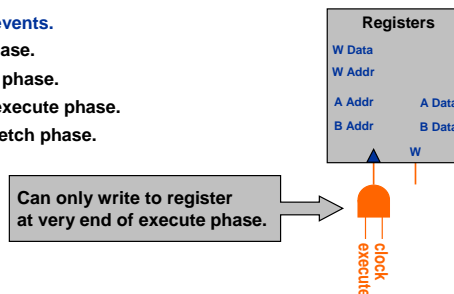 events.
ase.
phase.
execute phase.
etch phase.
Registers
W Data
W Addr
A Addr A Data
B Addr B Data
W
Can only write to register
at very end of execute phase.
clock
execute